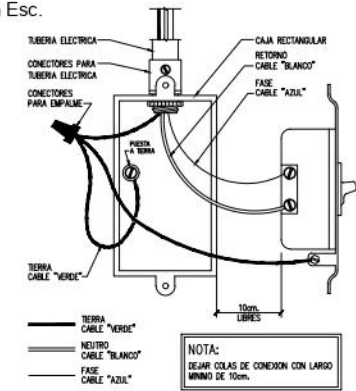 Esc.
TUBERIA ELECTRICA
CONECTORES PARA
TUBERIA ELECTRICA
CONECTORES
PARA EMPALME
CAJA RECTANGULAR
RETORNO
CABLE "BLANCO"
FASE
CABLE "AZUL"
PUESTA
A TIERRA
TIERRA
CABLE "VERDE"
10cm.
LIBRES
TIERRA
CABLE "VERDE"
NEUTRO
CABLE "BLANCO"
FASE
CABLE "AZUL"
NOTA:
DEJAR COLAS DE CONEXION CON LARGO
MINIMO DE 10cm.